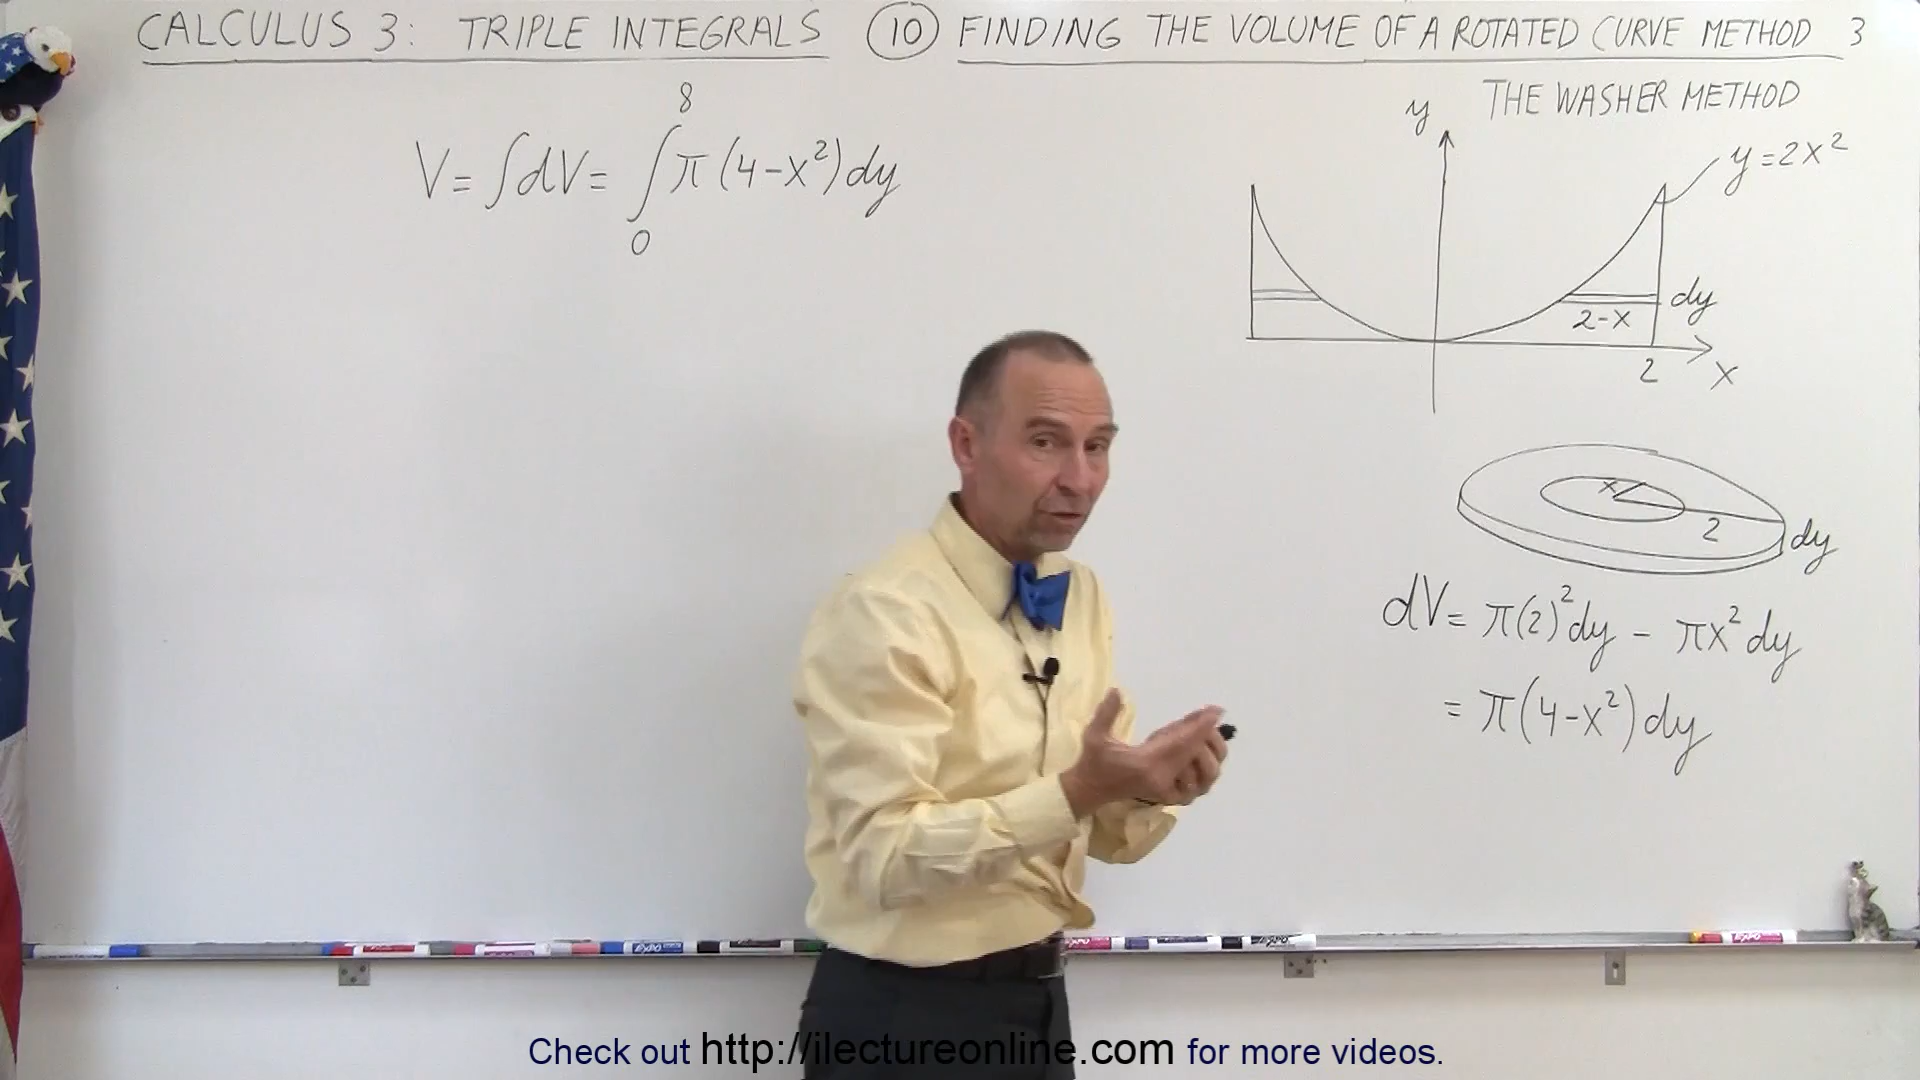 CALCULUS 3: TRIPLE INTEGRALS (10) FINDING THE VOLUME OF A ROTATED CURVE METHOD 3
THE WASHER METHOD
V = ∫dV = ∫₀⁸ π(4-x²)dy
y
y=2x²
dy
2-x
2
x
x
2
dy
dV = π(2)²dy - πx²dy
= π(4-x²)dy
Check out http://ilectureonline.com for more videos.